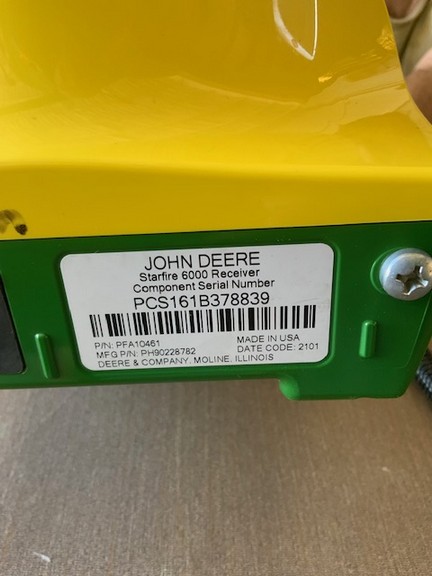 JOHN DEERE
Starfire 6000 Receiver
Component Serial Number
PCS161B378839
P/N: PFA10461 MADE IN USA
MFG P/N: PH90228782 DATE CODE: 2101
DEERE & COMPANY, MOLINE, ILLINOIS